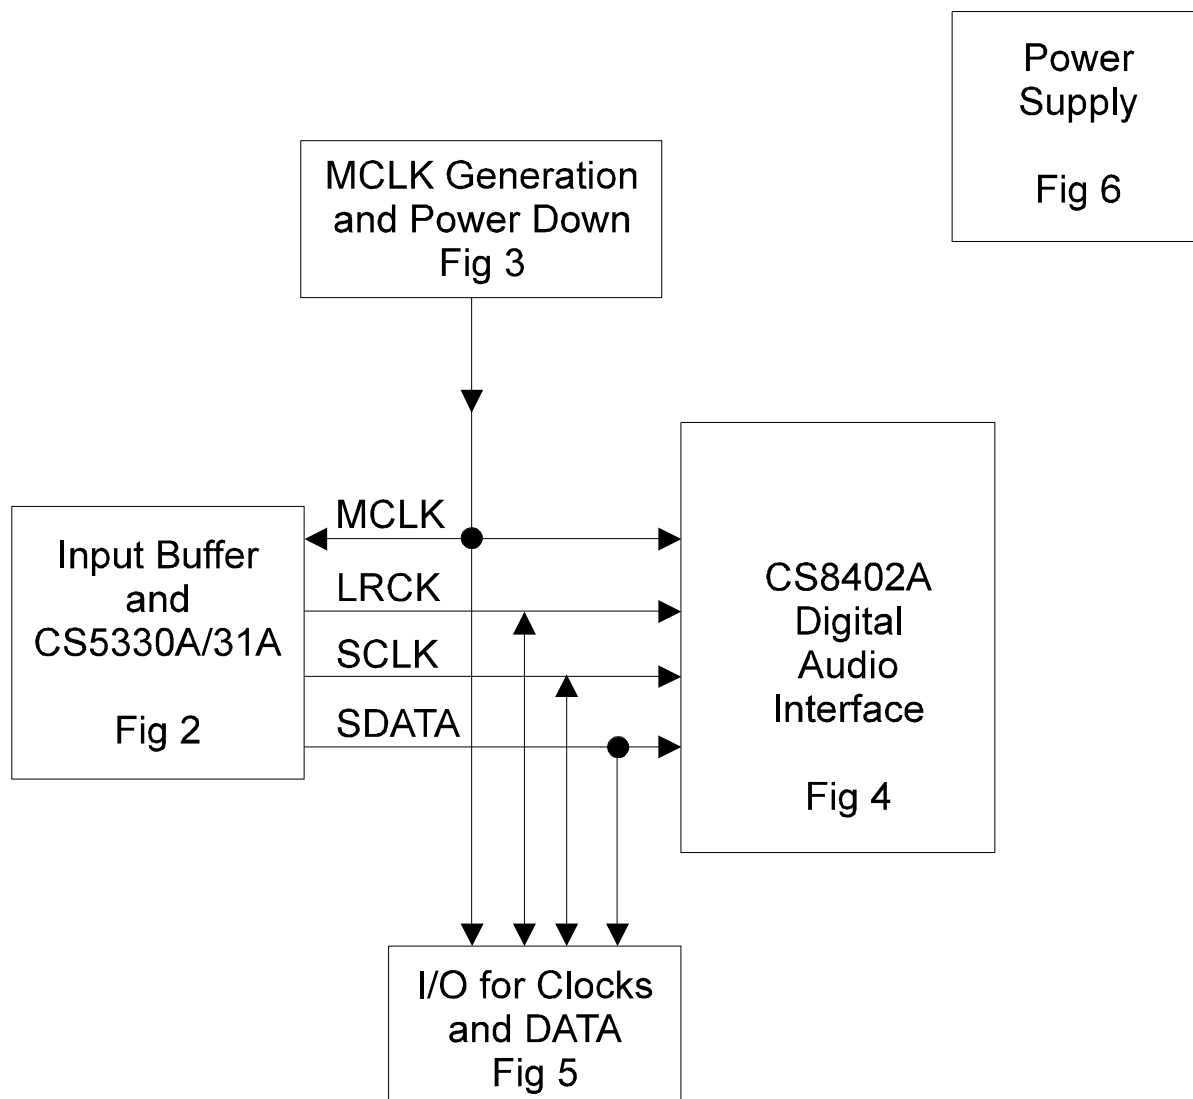 Power
Supply
Fig 6
MCLK Generation
and Power Down
Fig 3
Input Buffer
and
CS5330A/31A
Fig 2
MCLK
LRCK
SCLK
SDATA
CS8402A
Digital
Audio
Interface
Fig 4
I/O for Clocks
and DATA
Fig 5